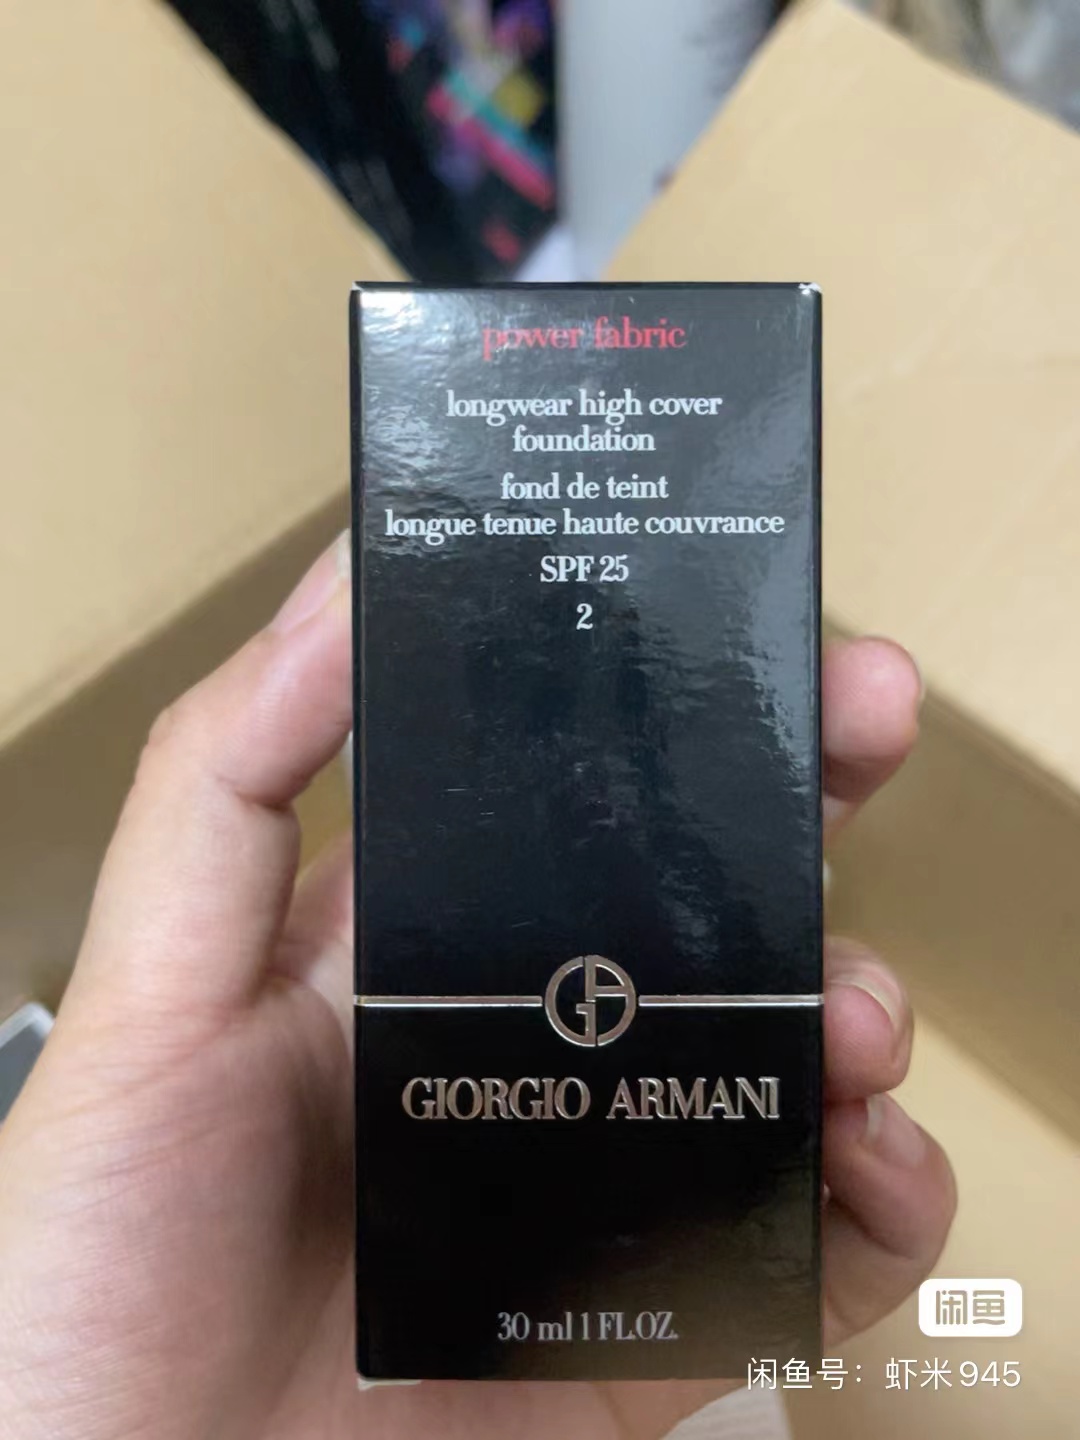 power fabric
longwear high cover
foundation
fond de teint
longue tenue haute couvrance
SPF 25
2
GA
GIORGIO ARMANI
30 ml 1 FL.OZ.
闲鱼
闲鱼号：虾米945